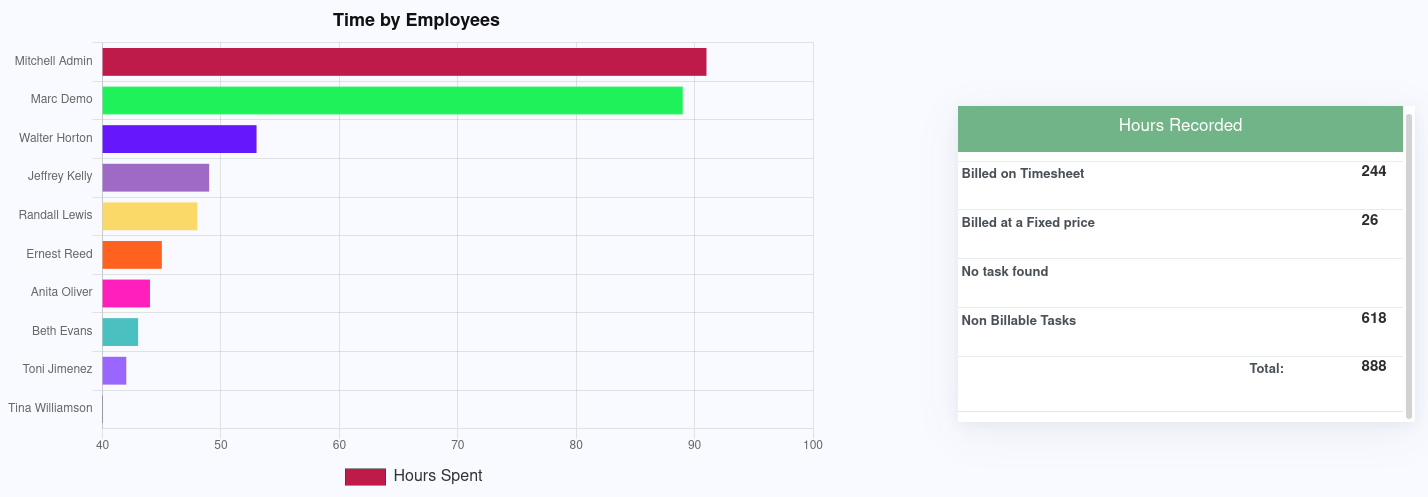 Time by Employees
Mitchell Admin
Marc Demo
Walter Horton
Jeffrey Kelly
Randall Lewis
Ernest Reed
Anita Oliver
Beth Evans
Toni Jimenez
Tina Williamson
40 50 60 70 80 90 100
Hours Spent
Hours Recorded
Billed on Timesheet 244
Billed at a Fixed price 26
No task found
Non Billable Tasks 618
Total: 888